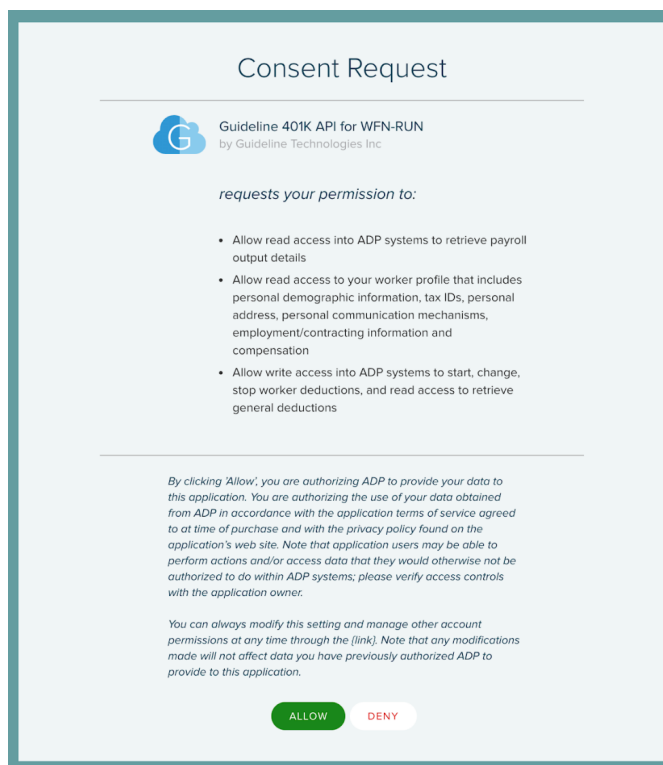 Consent Request
G
Guideline 401K API for WFN-RUN
by Guideline Technologies Inc
requests your permission to:
• Allow read access into ADP systems to retrieve payroll
output details
• Allow read access to your worker profile that includes
personal demographic information, tax IDs, personal
address, personal communication mechanisms,
employment/contracting information and
compensation
• Allow write access into ADP systems to start, change,
stop worker deductions, and read access to retrieve
general deductions
By clicking 'Allow', you are authorizing ADP to provide your data to
this application. You are authorizing the use of your data obtained
from ADP in accordance with the application terms of service agreed
to at time of purchase and with the privacy policy found on the
application's web site. Note that application users may be able to
perform actions and/or access data that they would otherwise not be
authorized to do within ADP systems; please verify access controls
with the application owner.
You can always modify this setting and manage other account
permissions at any time through the {link}. Note that any modifications
made will not affect data you have previously authorized ADP to
provide to this application.
ALLOW DENY